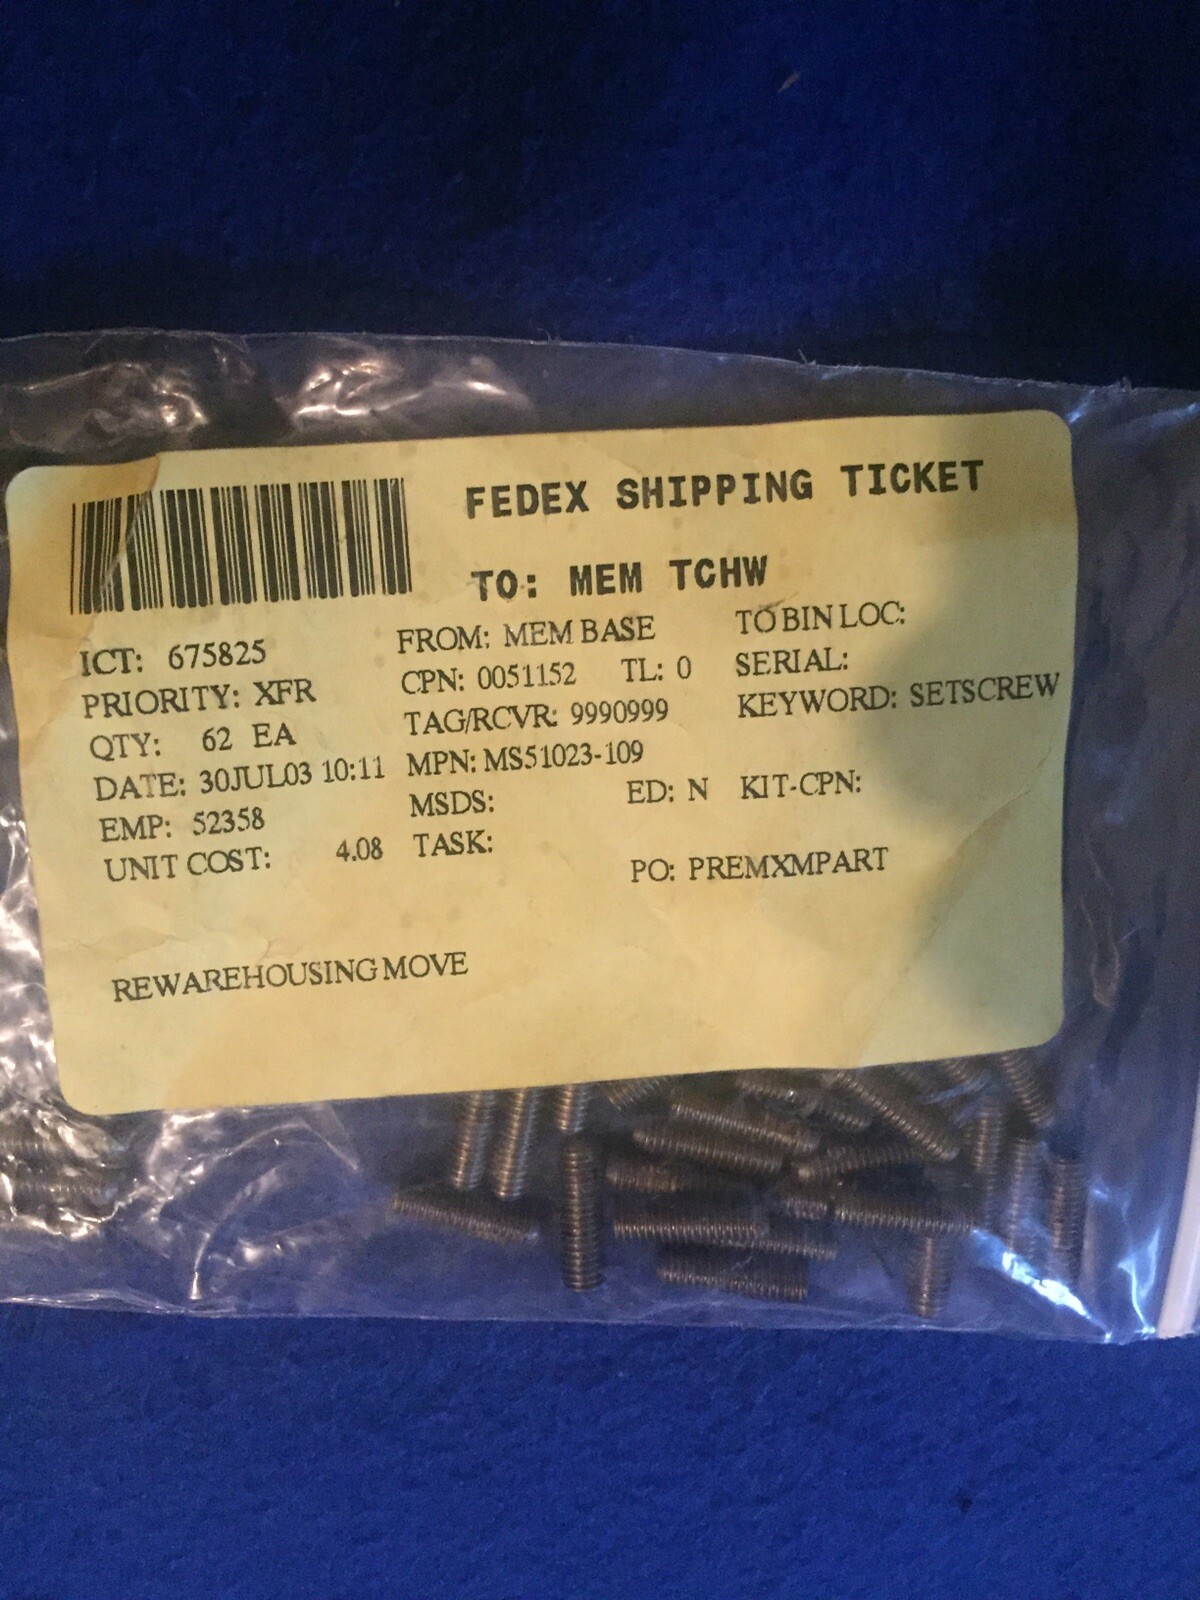 FEDEX SHIPPING TICKET
TO: MEM TCHW
ICT: 675825 FROM: MEM BASE TO BIN LOC:
PRIORITY: XFR CPN: 0051152 TL: 0 SERIAL:
QTY: 62 EA TAG/RCVR: 9990999 KEYWORD: SETSCREW
DATE: 30JUL03 10:11 MPN: MS51023-109
EMP: 52358 MSDS: ED: N KIT-CPN:
UNIT COST: 4.08 TASK:
PO: PREMXMPART
REWAREHOUSING MOVE